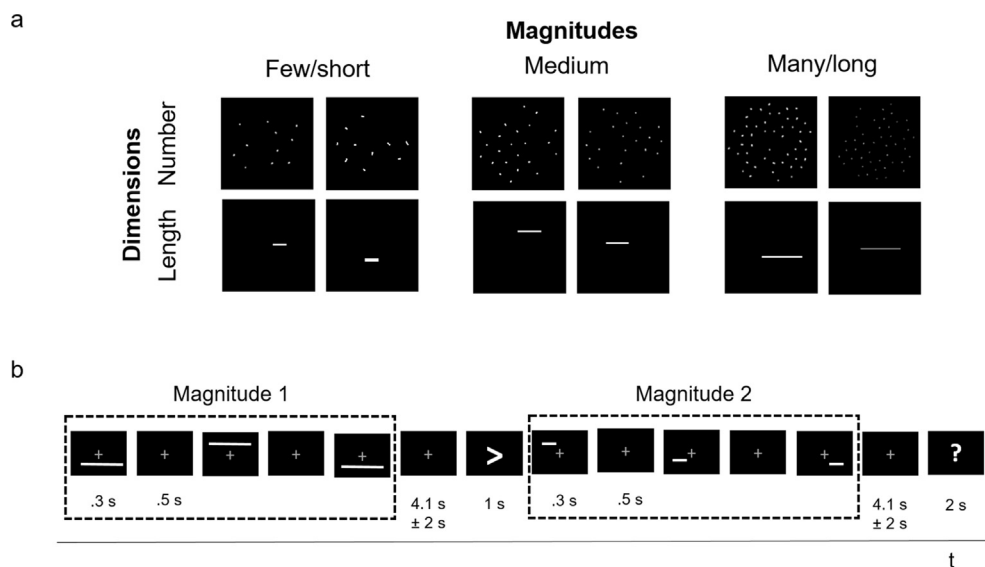 a
Magnitudes
Few/short
Medium
Many/long
Dimensions
Number
Length
b
Magnitude 1
Magnitude 2
+ + + + + + > + + + + + + ?
.3 s .5 s 4.1 s ± 2 s 1 s .3 s .5 s 4.1 s ± 2 s 2 s
t